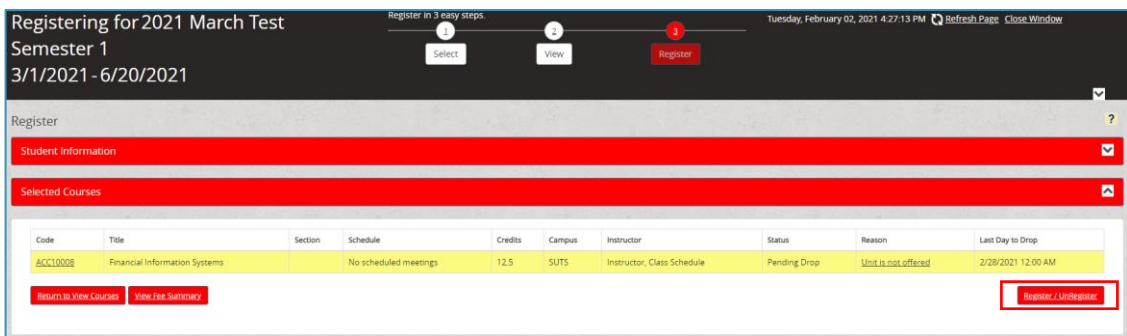 Registering for 2021 March Test
Semester 1
3/1/2021 - 6/20/2021
Register in 3 easy steps.
1 2 3
Select View Register
Tuesday, February 02, 2021 4:27:13 PM Refresh Page Close Window
Register ?
Student Information
Selected Courses
Code Title Section Schedule Credits Campus Instructor Status Reason Last Day to Drop
ACC10008 Financial Information Systems No scheduled meetings 12.5 SUTS Instructor, Class Schedule Pending Drop Unit is not offered 2/28/2021 12:00 AM
Return to View Courses View Fee Summary Register / UnRegister